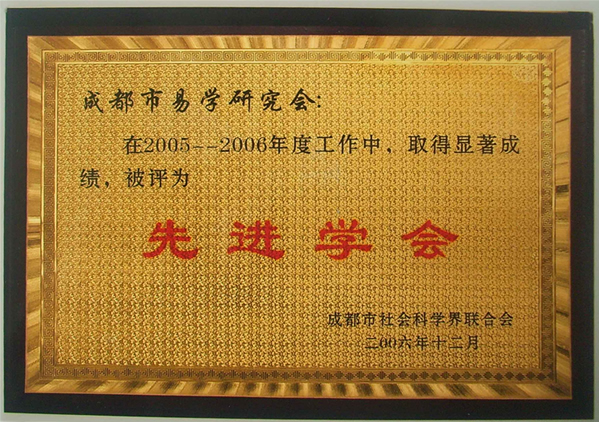 成都市易学研究会：
在2005--2006年度工作中，取得显著成
绩，被评为
先进学会
成都市社会科学界联合会
二00六年十二月